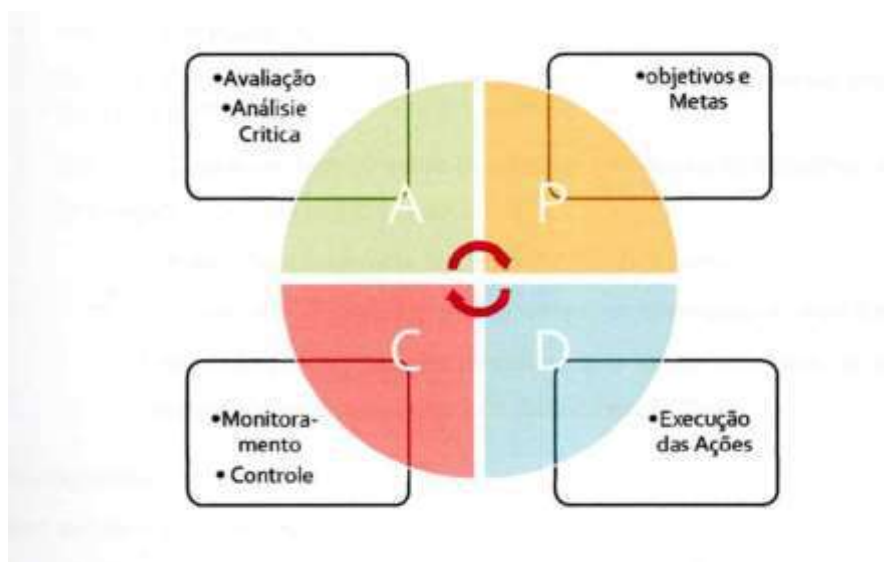 •Avaliação
•Análisie
Critica
•objetivos e
Metas
A
P
C
D
•Monitora-
mento
• Controle
•Execução
das Ações